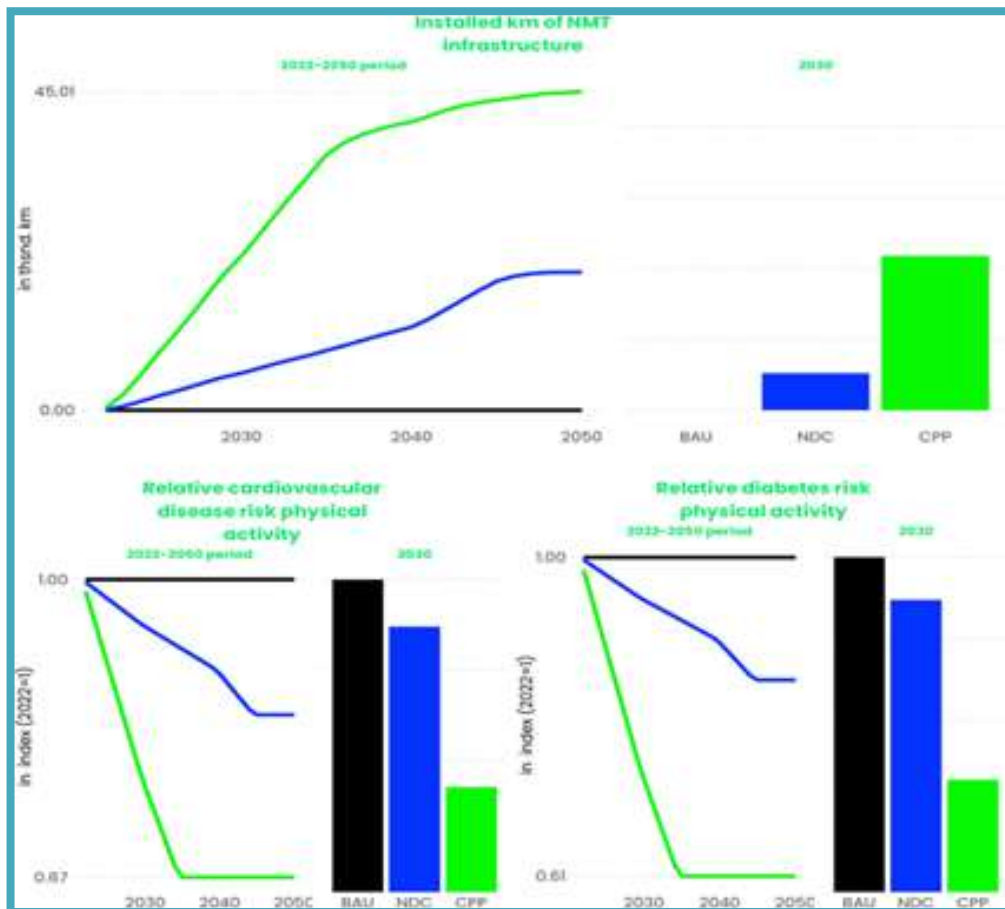 Installed km of NMT
infrastructure
2022-2050 period
2030
45.01
in thsnd. km
0.00
2030
2040
2050
BAU
NDC
CPP
Relative cardiovascular
disease risk physical
activity
2022-2050 period
2030
1.00
in index (2022=1)
0.67
2030
2040
2050
BAU
NDC
CPP
Relative diabetes risk
physical activity
2022-2050 period
2030
1.00
in index (2022=1)
0.61
2030
2040
2050
BAU
NDC
CPP